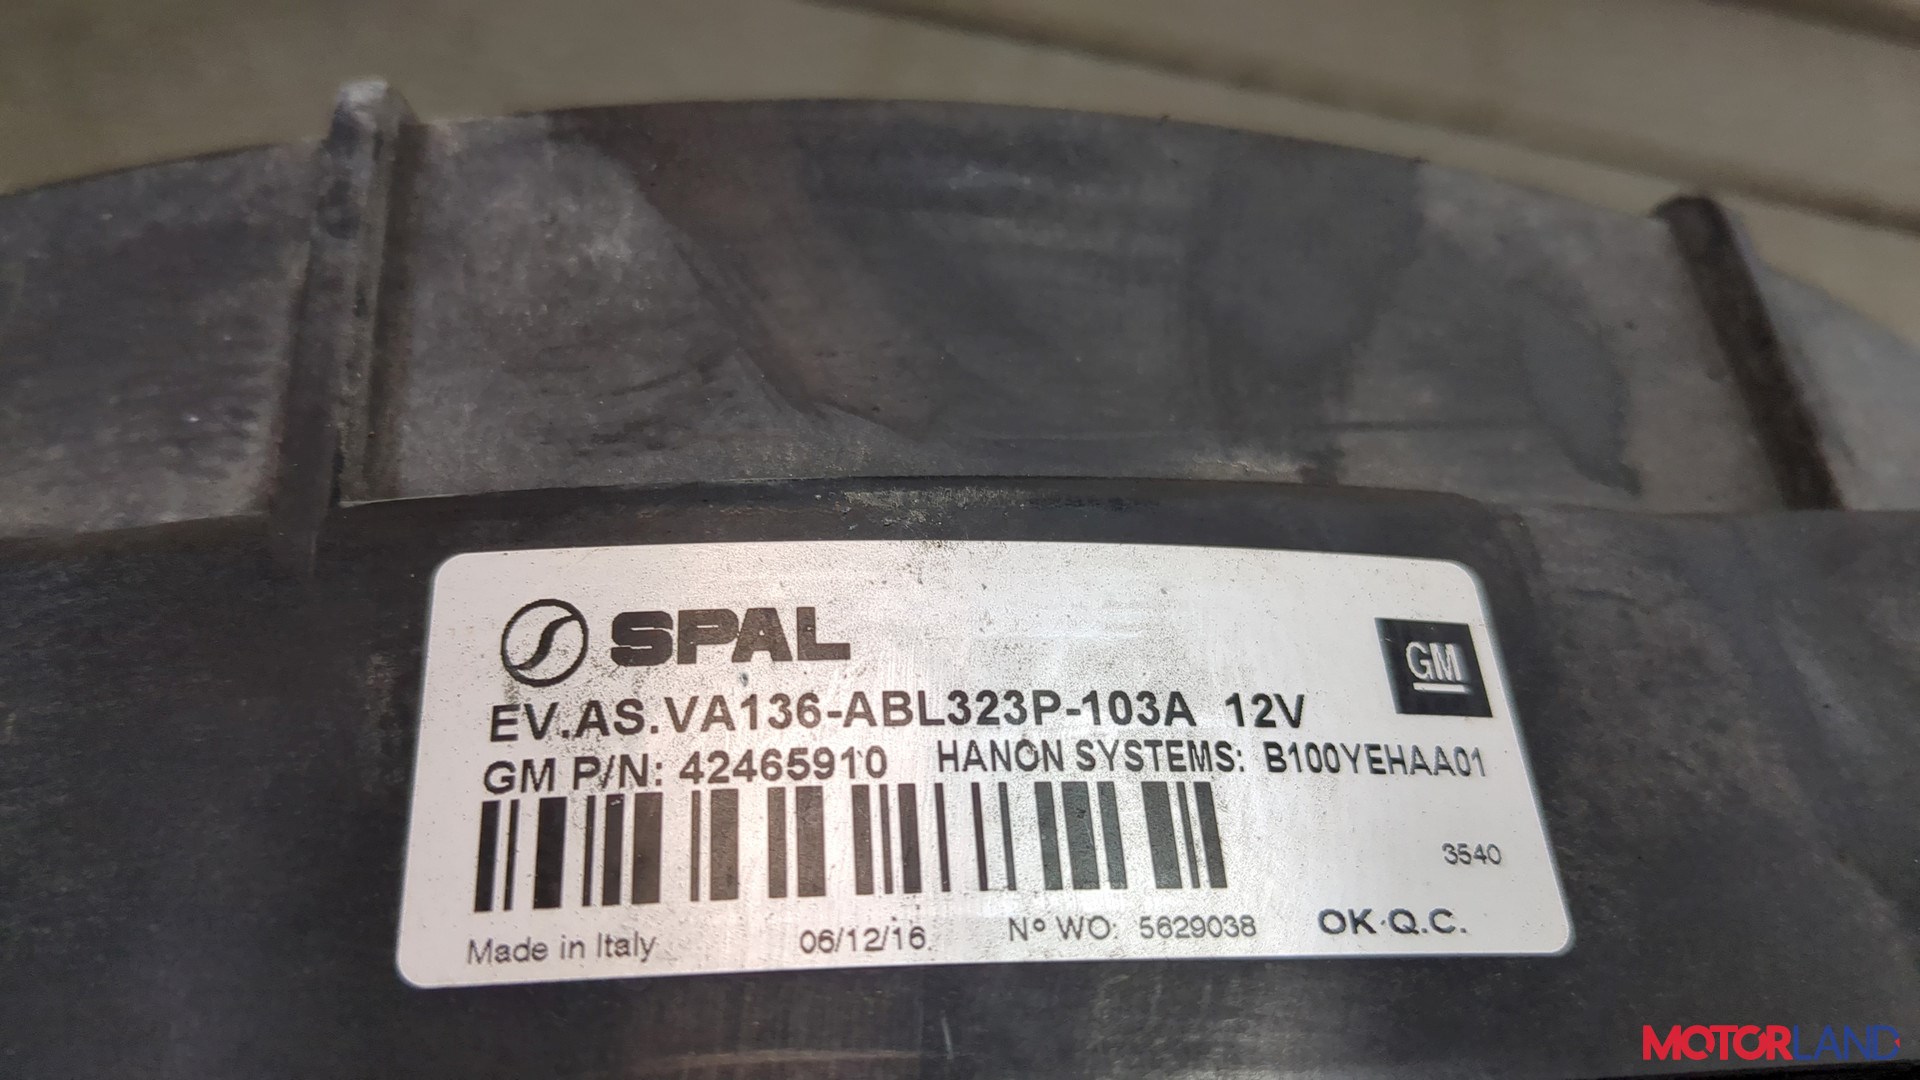 SPAL
GM
EV.AS.VA136-ABL323P-103A 12V
GM P/N: 42465910 HANON SYSTEMS: B100YEHAA01
3540
Made in Italy 06/12/16. Nº WO: 5629038 OK·Q.C.
MOTORLAND